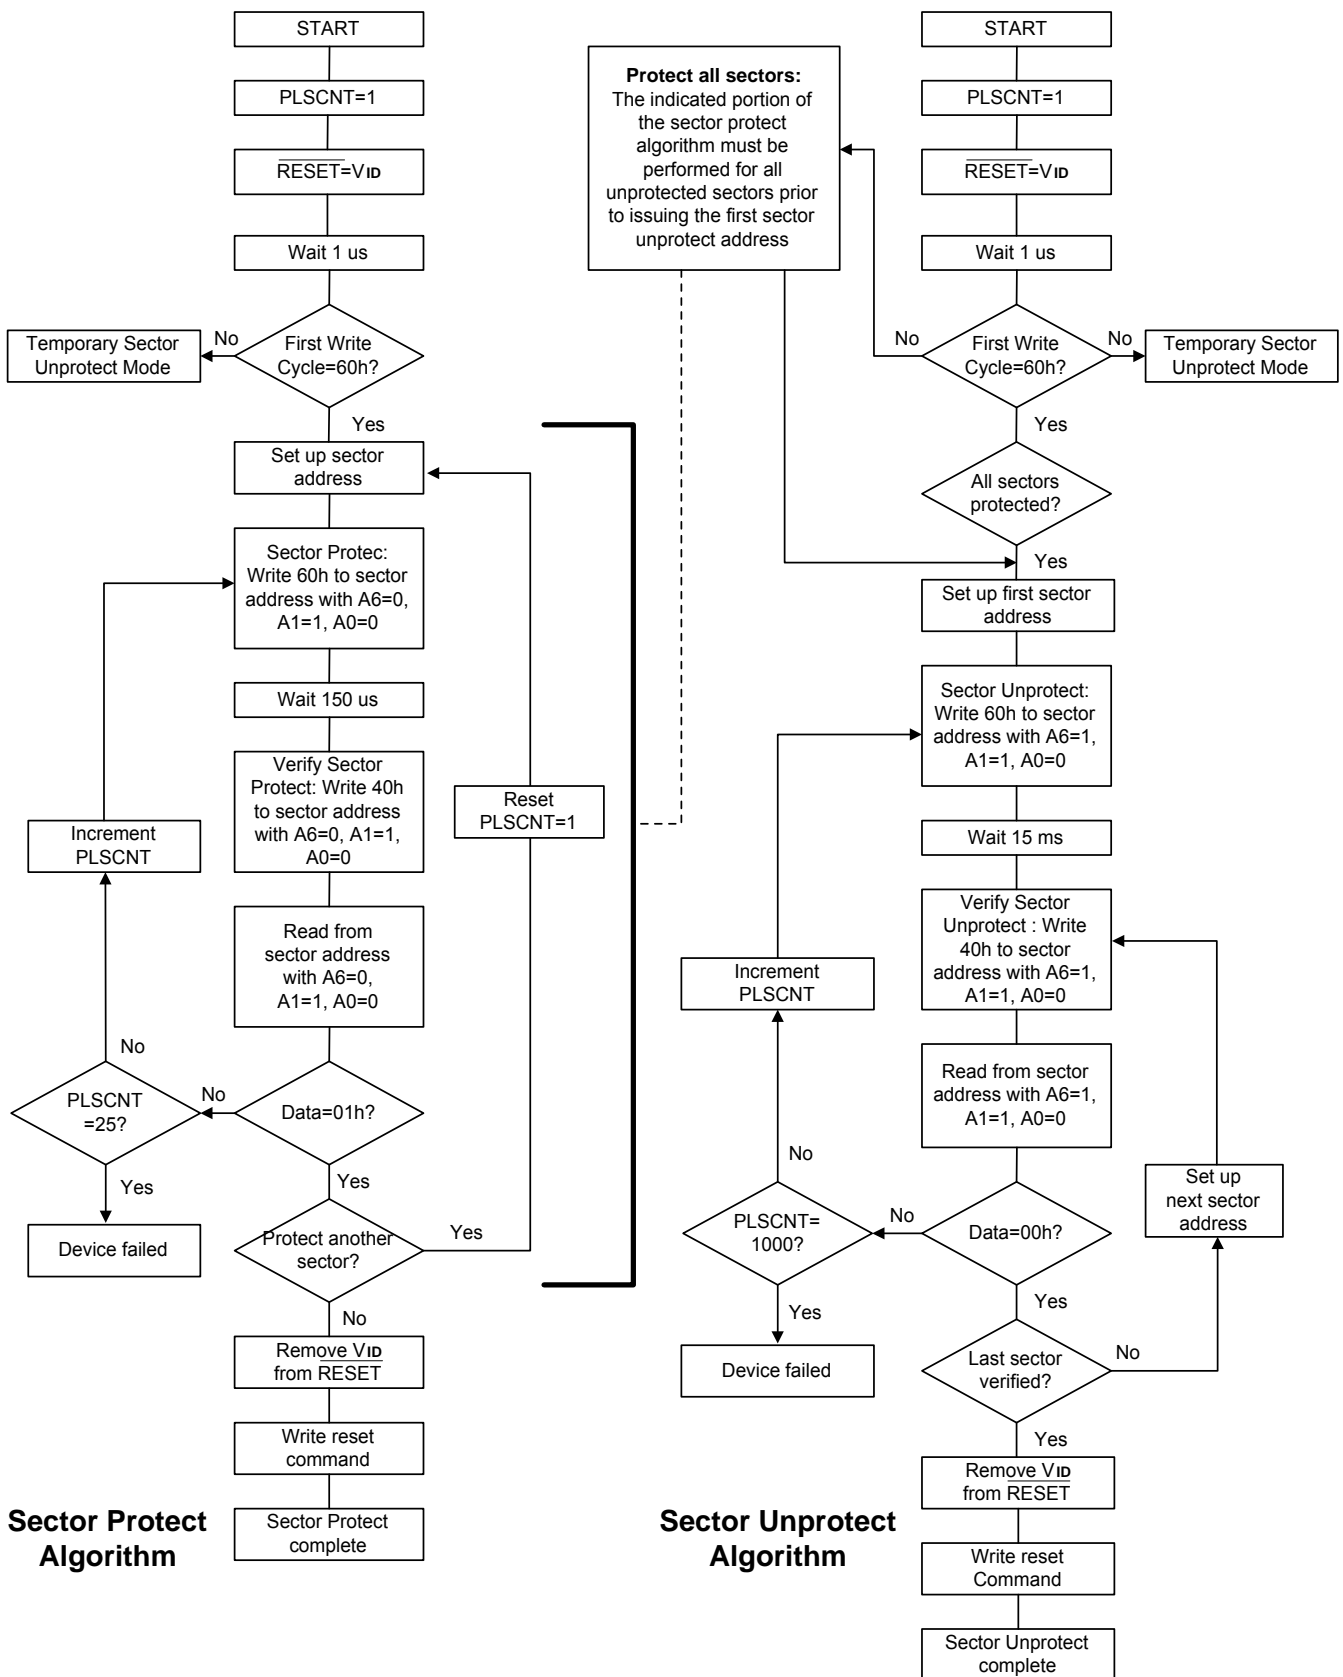 START
PLSCNT=1
RESET=VID
Wait 1 us
First Write
Cycle=60h?
No
Temporary Sector
Unprotect Mode
Yes
Set up sector
address
Sector Protec:
Write 60h to sector
address with A6=0,
A1=1, A0=0
Wait 150 us
Verify Sector
Protect: Write 40h
to sector address
with A6=0, A1=1,
A0=0
Reset
PLSCNT=1
Increment
PLSCNT
Read from
sector address
with A6=0,
A1=1, A0=0
No
PLSCNT
=25?
No
Data=01h?
Yes
Yes
Device failed
Protect another
sector?
Yes
No
Remove VID
from RESET
Write reset
command
Sector Protect
complete
Sector Protect
Algorithm
Protect all sectors:
The indicated portion of
the sector protect
algorithm must be
performed for all
unprotected sectors prior
to issuing the first sector
unprotect address
START
PLSCNT=1
RESET=VID
Wait 1 us
No
First Write
Cycle=60h?
No
Temporary Sector
Unprotect Mode
Yes
All sectors
protected?
Yes
Set up first sector
address
Sector Unprotect:
Write 60h to sector
address with A6=1,
A1=1, A0=0
Wait 15 ms
Verify Sector
Unprotect : Write
40h to sector
address with A6=1,
A1=1, A0=0
Increment
PLSCNT
Read from sector
address with A6=1,
A1=1, A0=0
No
PLSCNT=
1000?
No
Data=00h?
Set up
next sector
address
Yes
Yes
Device failed
Last sector
verified?
No
Yes
Remove VID
from RESET
Write reset
Command
Sector Unprotect
complete
Sector Unprotect
Algorithm